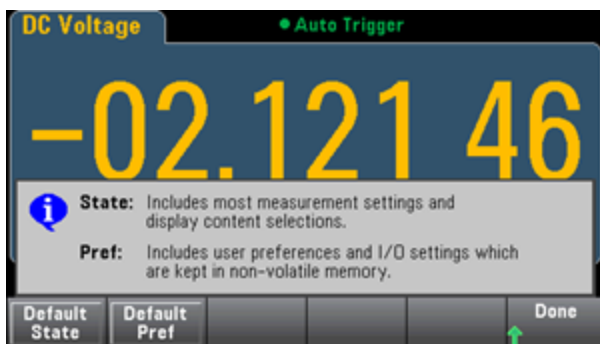 DC Voltage
Auto Trigger
-02.121 46
State: Includes most measurement settings and
display content selections.
Pref: Includes user preferences and I/O settings which
are kept in non-volatile memory.
Default State
Default Pref
Done